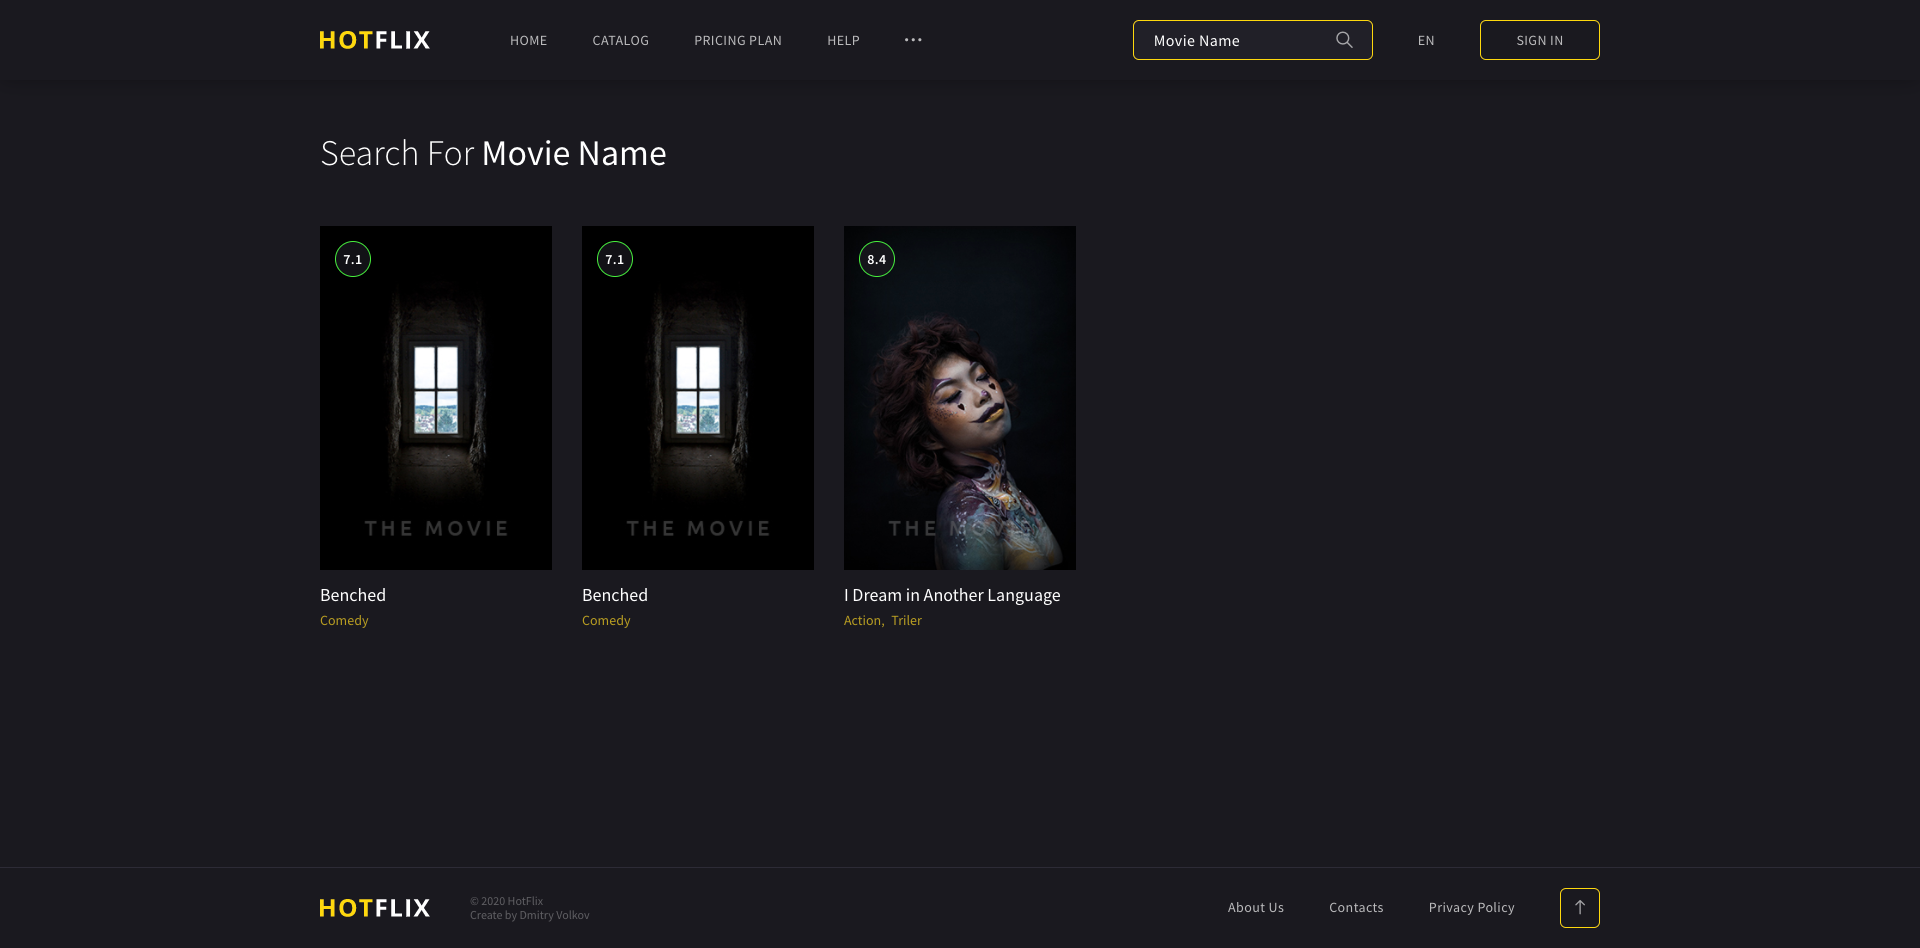 HOTFLIX
HOME
CATALOG
PRICING PLAN
HELP
Movie Name
EN
SIGN IN
Search For Movie Name
7.1
THE MOVIE
Benched
Comedy
7.1
THE MOVIE
Benched
Comedy
8.4
THE MOVIE
I Dream in Another Language
Action, Triler
HOTFLIX
© 2020 HotFlix
Create by Dmitry Volkov
About Us
Contacts
Privacy Policy